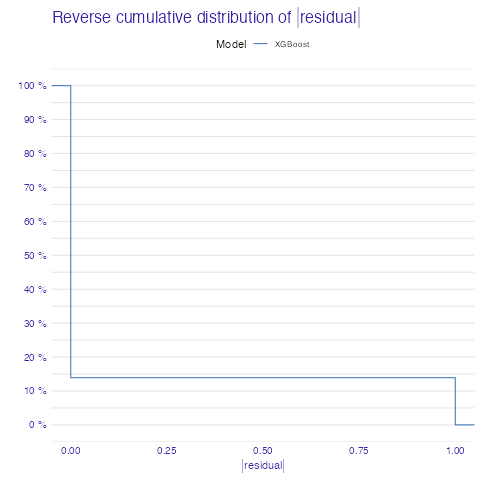 Reverse cumulative distribution of |residual|
Model XGBoost
100 %
90 %
80 %
70 %
60 %
50 %
40 %
30 %
20 %
10 %
0 %
0.00 0.25 0.50 0.75 1.00
|residual|